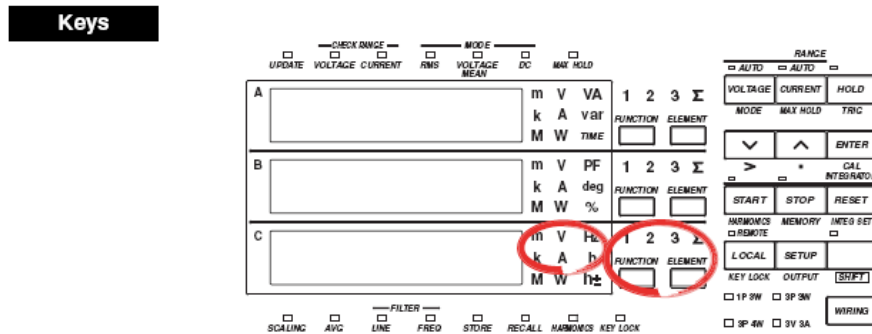 Keys
CHECK RANGE MODE RANGE
UPDATE VOLTAGE CURRENT RMS VOLTAGE MEAN DC MAX HOLD AUTO AUTO
A m V VA 1 2 3 Σ VOLTAGE CURRENT HOLD
k A var FUNCTION ELEMENT MODE MAX HOLD TRIG
M W TIME
ENTER
B m V PF 1 2 3 Σ > • CAL
k A deg FUNCTION ELEMENT INTEGRATOR
M W % START STOP RESET
C m V Hz 1 2 3 Σ HARMONICS MEMORY INTEG SET
REMOTE
k A h FUNCTION ELEMENT LOCAL SETUP
M W h± KEY LOCK OUTPUT SHIFT
1P 3W 3P 3W
FILTER WIRING
SCALING AVG LINE FREQ STORE RECALL HARMONICS KEY LOCK 3P 4W 3V 3A